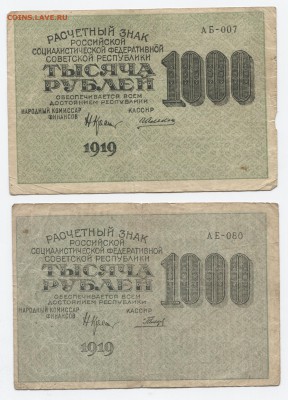 COINS.LAVE.RU
РАСЧЕТНЫЙ ЗНАК
РОССИЙСКОЙ
СОЦИАЛИСТИЧЕСКОЙ ФЕДЕРАТИВНОЙ
СОВЕТСКОЙ РЕСПУБЛИКИ
ТЫСЯЧА
РУБЛЕЙ
ОБЕСПЕЧИВАЕТСЯ ВСЕМ
ДОСТОЯНИЕМ РЕСПУБЛИКИ
НАРОДНЫЙ КОМИССАР
ФИНАНСОВ
КАССИР
1919
АБ-007
1000
РАСЧЕТНЫЙ ЗНАК
РОССИЙСКОЙ
СОЦИАЛИСТИЧЕСКОЙ ФЕДЕРАТИВНОЙ
СОВЕТСКОЙ РЕСПУБЛИКИ
ТЫСЯЧА
РУБЛЕЙ
ОБЕСПЕЧИВАЕТСЯ ВСЕМ
ДОСТОЯНИЕМ РЕСПУБЛИКИ
НАРОДНЫЙ КОМИССАР
ФИНАНСОВ
КАССИР
1919
АЕ-080
1000